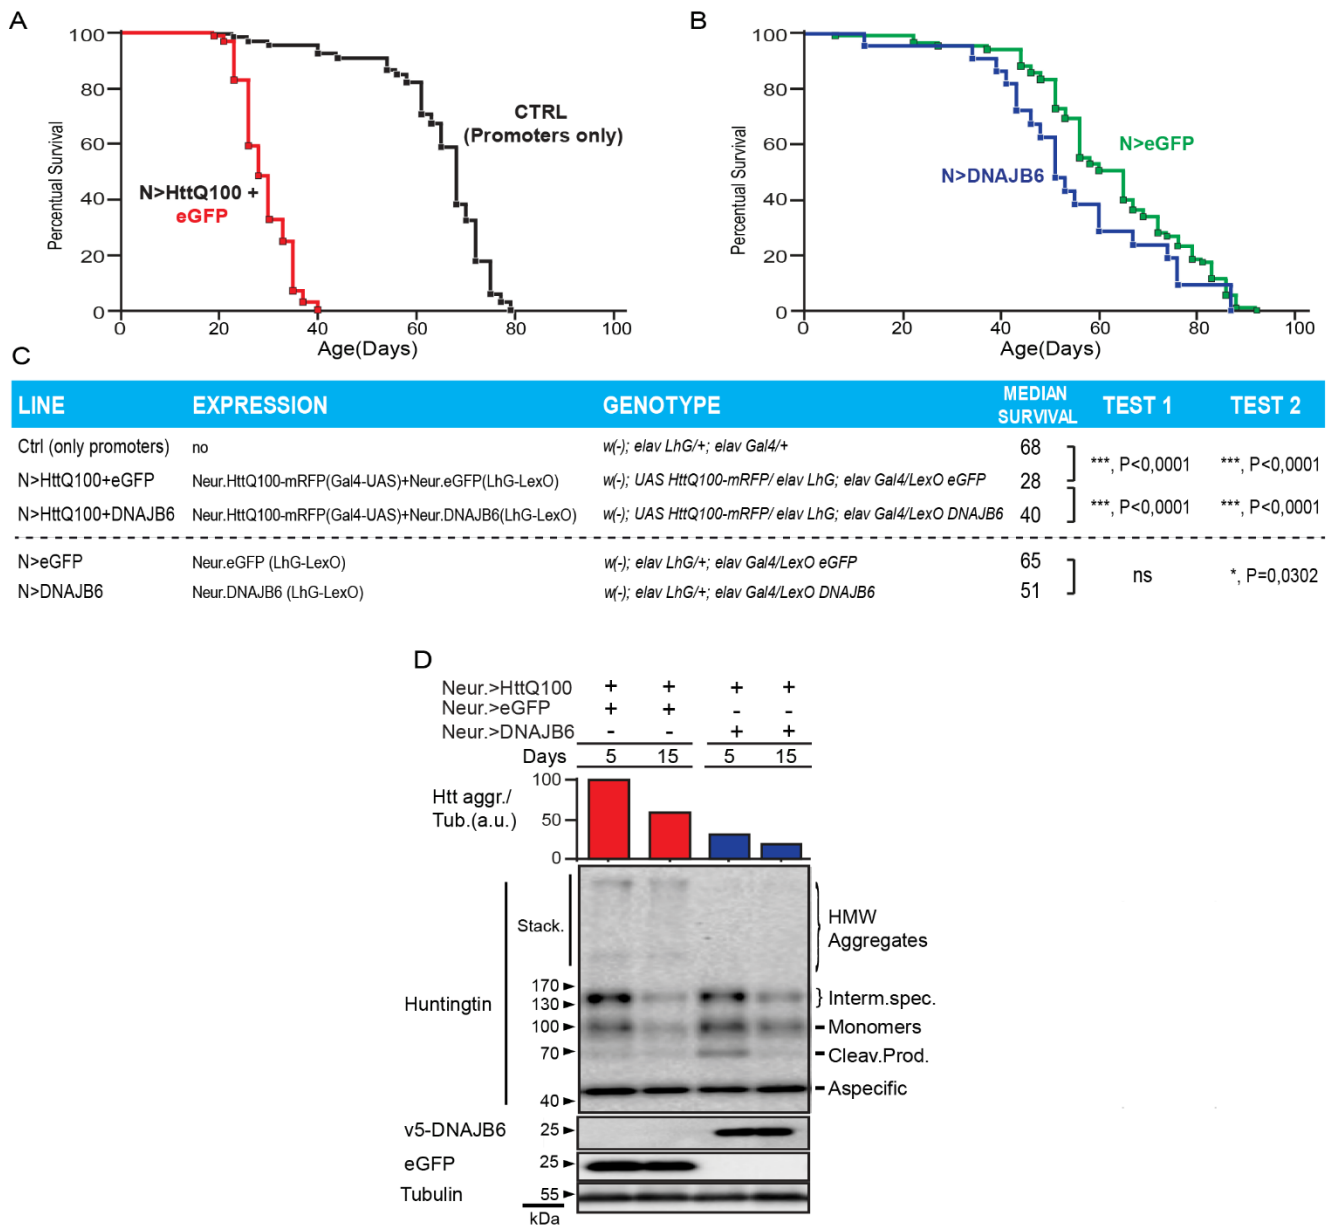 A
100
80
60
40
20
0
Percentual Survival
CTRL
(Promoters only)
N>HttQ100 +
eGFP
0 20 40 60 80 100
Age(Days)
B
100
80
60
40
20
0
Percentual Survival
N>eGFP
N>DNAJB6
0 20 40 60 80 100
Age(Days)
C
LINE EXPRESSION GENOTYPE MEDIAN SURVIVAL TEST 1 TEST 2
Ctrl (only promoters) no w(-); elav LhG/+; elav Gal4/+ 68
***, P<0,0001 ***, P<0,0001
N>HttQ100+eGFP Neur.HttQ100-mRFP(Gal4-UAS)+Neur.eGFP(LhG-LexO) w(-); UAS HttQ100-mRFP/ elav LhG; elav Gal4/LexO eGFP 28
***, P<0,0001 ***, P<0,0001
N>HttQ100+DNAJB6 Neur.HttQ100-mRFP(Gal4-UAS)+Neur.DNAJB6(LhG-LexO) w(-); UAS HttQ100-mRFP/ elav LhG; elav Gal4/LexO DNAJB6 40
N>eGFP Neur.eGFP (LhG-LexO) w(-); elav LhG/+; elav Gal4/LexO eGFP 65
ns *, P=0,0302
N>DNAJB6 Neur.DNAJB6 (LhG-LexO) w(-); elav LhG/+; elav Gal4/LexO DNAJB6 51
D
Neur.>HttQ100 + + + +
Neur.>eGFP + + - -
Neur.>DNAJB6 - - + +
Days 5 15 5 15
Htt aggr./
Tub.(a.u.)
100
50
0
Huntingtin
Stack.
170
130
100
70
40
HMW
Aggregates
Interm.spec.
Monomers
Cleav.Prod.
Aspecific
v5-DNAJB6 25
eGFP 25
Tubulin 55
kDa